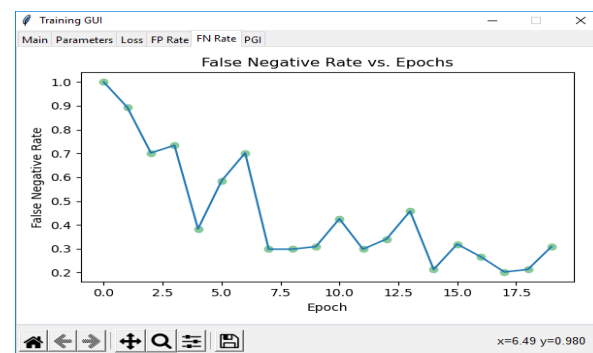 Training GUI
Main Parameters Loss FP Rate FN Rate PGI
False Negative Rate vs. Epochs
1.0
0.9
0.8
0.7
0.6
0.5
0.4
0.3
0.2
False Negative Rate
0.0 2.5 5.0 7.5 10.0 12.5 15.0 17.5
Epoch
x=6.49 y=0.980